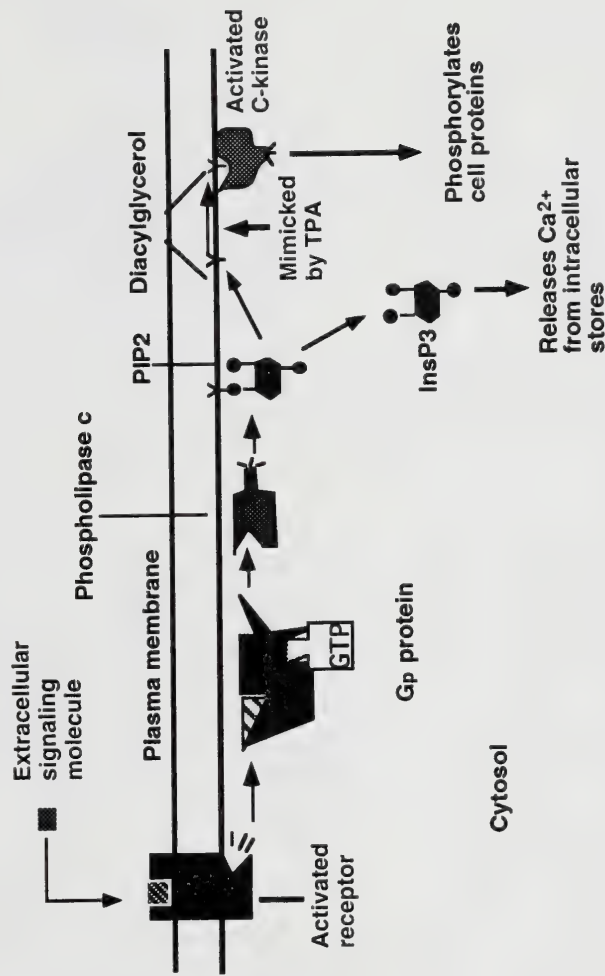 Extracellular
signaling
molecule
Plasma membrane
Phospholipase c
PIP2
Diacylglycerol
Activated
receptor
Gp protein
GTP
Cytosol
InsP3
Releases Ca2+
from intracellular
stores
Mimicked
by TPA
Activated
C-kinase
Phosphorylates
cell proteins